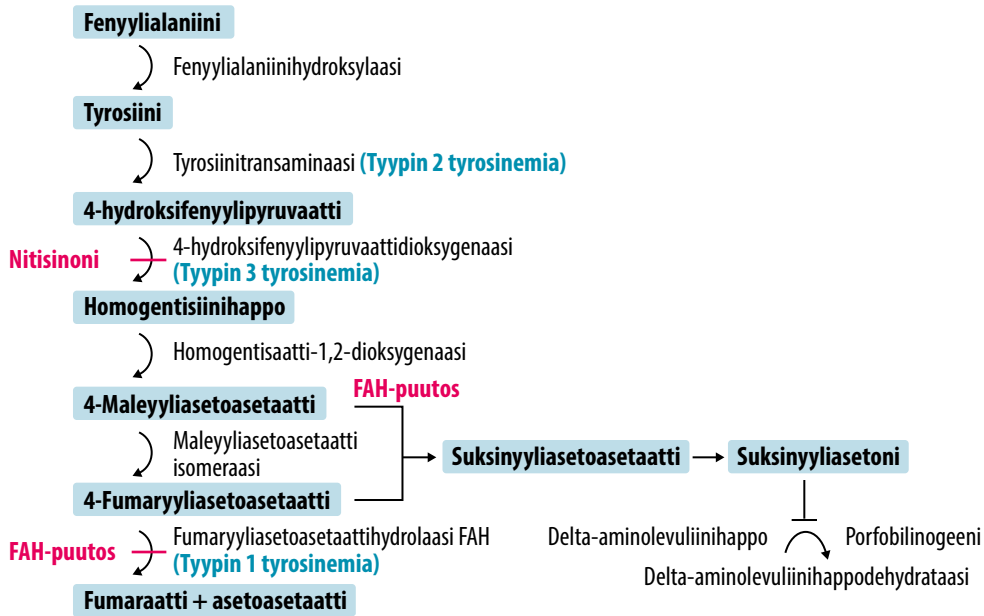 Fenyylialaniini
Fenyylialaniinihydroksylaasi
Tyrosiini
Tyrosiinitransaminaasi (Tyypin 2 tyrosinemia)
4-hydroksifenyylipyruvaatti
Nitisinoni
4-hydroksifenyylipyruvaattidioksygenaasi
(Tyypin 3 tyrosinemia)
Homogentisiinihappo
Homogentisaatti-1,2-dioksygenaasi
FAH-puutos
4-Maleyyliasetoasetaatti
Maleyyliasetoasetaatti
isomeraasi
Suksinyyliasetoasetaatti
Suksinyyliasetoni
4-Fumaryyliasetoasetaatti
FAH-puutos
Fumaryyliasetoasetaattihydrolaasi FAH
(Tyypin 1 tyrosinemia)
Delta-aminolevuliinihappo
Porfobilinogeeni
Delta-aminolevuliinihappodehydrataasi
Fumaraatti + asetoasetaatti